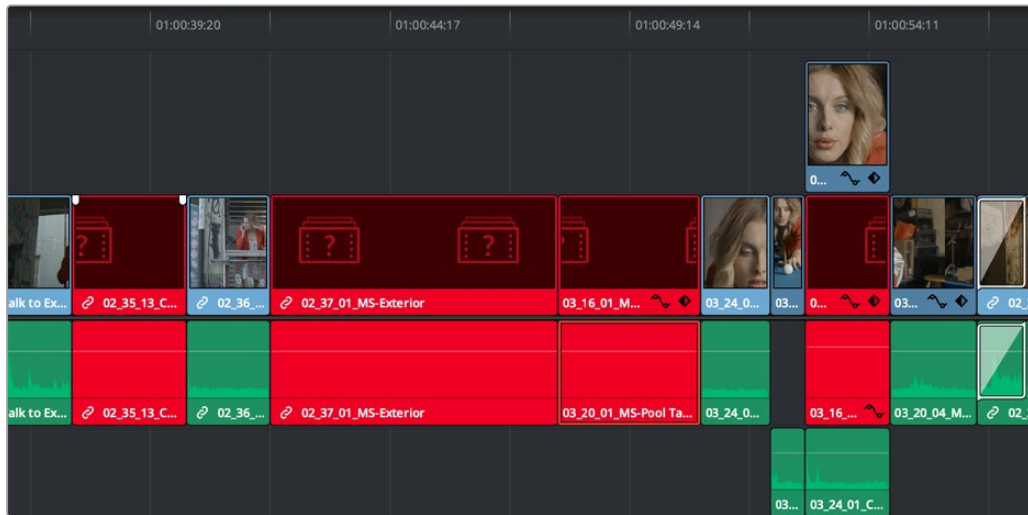 01:00:39:20 01:00:44:17 01:00:49:14 01:00:54:11
0...
? ? ?
alk to Ex... 02_35_13_C... 02_36_... 02_37_01_MS-Exterior 03_16_01_M... 03_24_0... 03... 0... 03... 02_
alk to Ex... 02_35_13_C... 02_36_... 02_37_01_MS-Exterior 03_20_01_MS-Pool Ta... 03_24_0... 03_16_... 03_20_04_M... 02_
03... 03_24_01_C...